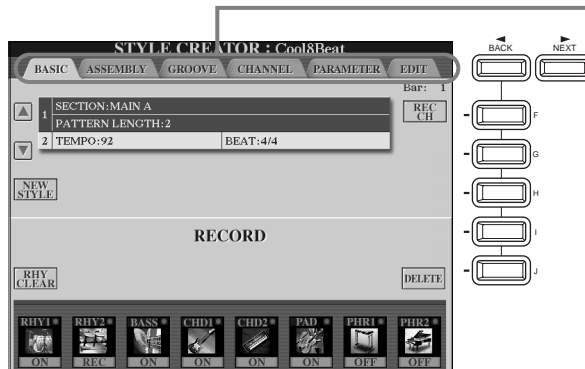 STYLE CREATOR : Cool8Beat
BACK NEXT
BASIC ASSEMBLY GROOVE CHANNEL PARAMETER EDIT
Bar: 1
1 SECTION:MAIN A
PATTERN LENGTH:2
REC
CH
2 TEMPO:92 BEAT:4/4
F
G
NEW
STYLE
H
RECORD
I
RHY
CLEAR
DELETE
J
RHY1 RHY2 BASS CHD1 CHD2 PAD PHR1 PHR2
ON REC ON ON ON ON OFF OFF